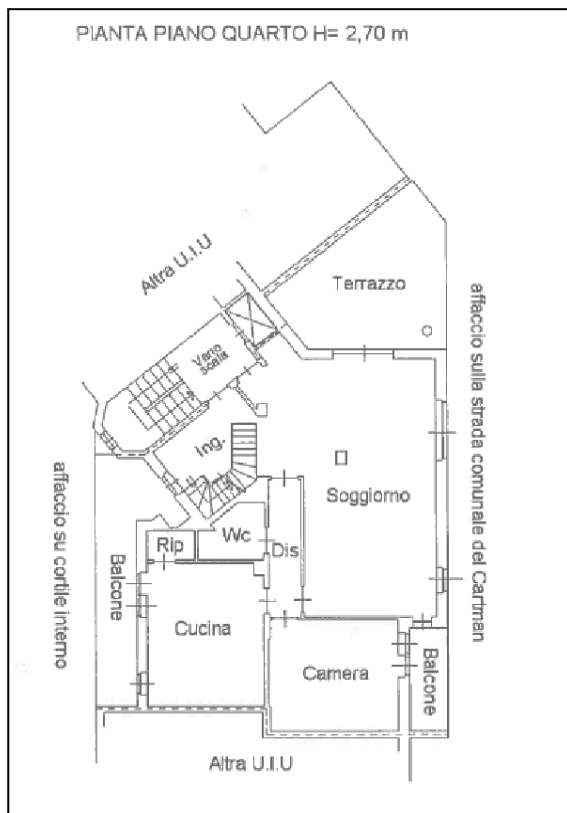 PIANTA PIANO QUARTO H= 2,70 m
Altra U.I.U
Terrazzo
affaccio sulla strada comunale del Cartman
Vano
scala
Ing.
Soggiorno
affaccio su cortile interno
Balcone
Rip
Wc
Dis
Cucina
Camera
Balcone
Altra U.I.U